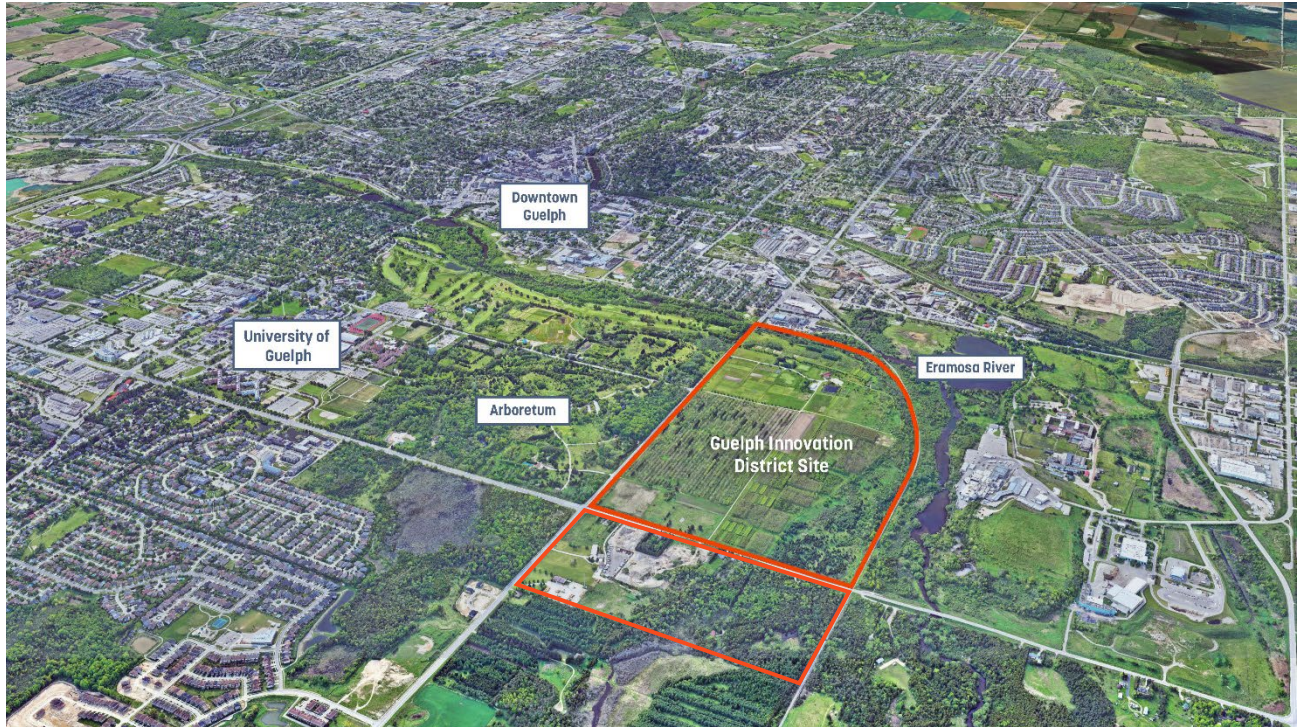 Downtown
Guelph
University of
Guelph
Eramosa River
Arboretum
Guelph Innovation
District Site